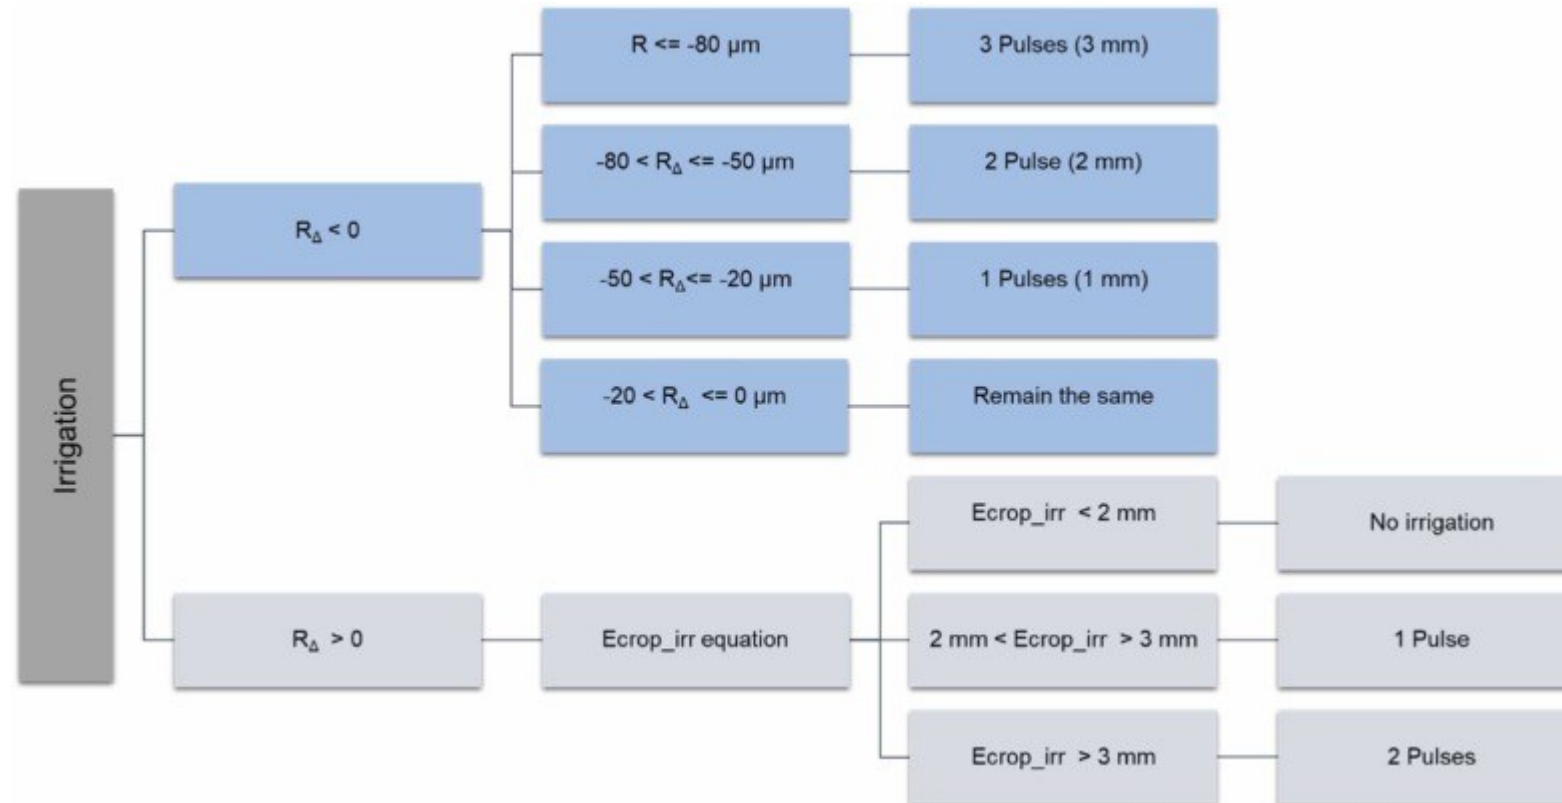 Irrigation
R_Δ < 0
R <= -80 µm
3 Pulses (3 mm)
-80 < R_Δ <= -50 µm
2 Pulse (2 mm)
-50 < R_Δ<= -20 µm
1 Pulses (1 mm)
-20 < R_Δ <= 0 µm
Remain the same
R_Δ > 0
Ecrop_irr equation
Ecrop_irr < 2 mm
No irrigation
2 mm < Ecrop_irr > 3 mm
1 Pulse
Ecrop_irr > 3 mm
2 Pulses